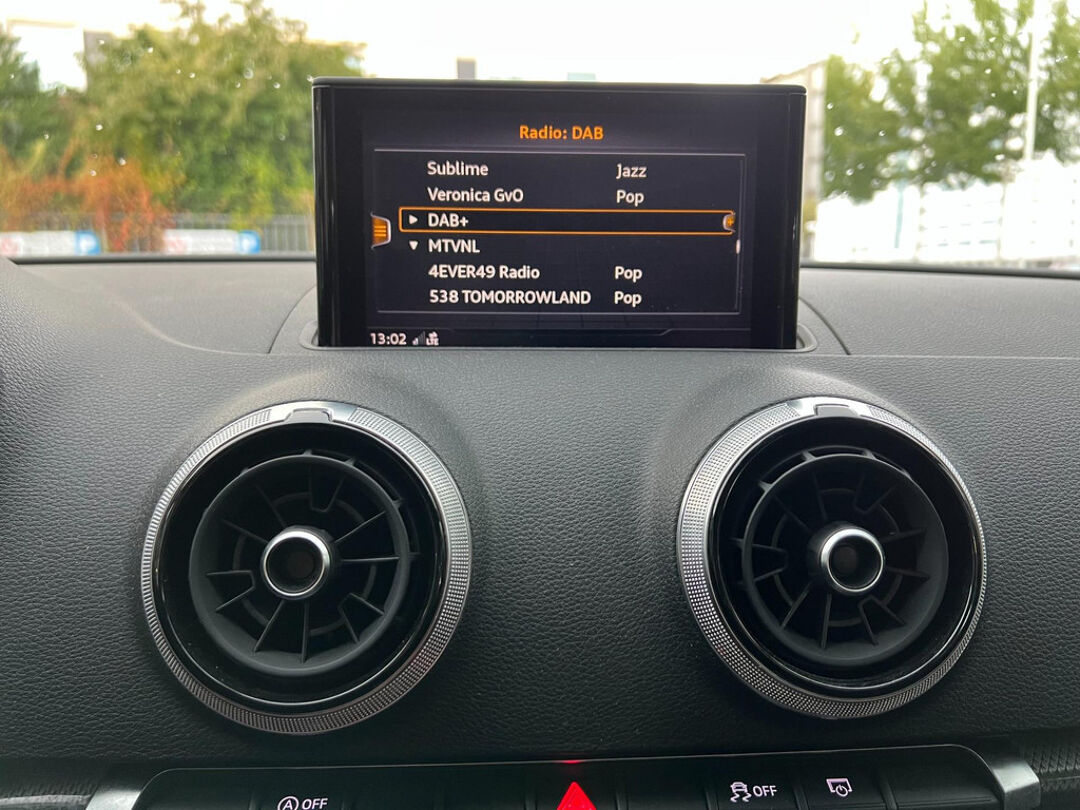 Radio: DAB
Sublime Jazz
Veronica GvO Pop
DAB+
MTVNL
4EVER49 Radio Pop
538 TOMORROWLAND Pop
13:02 LTE
A OFF
OFF